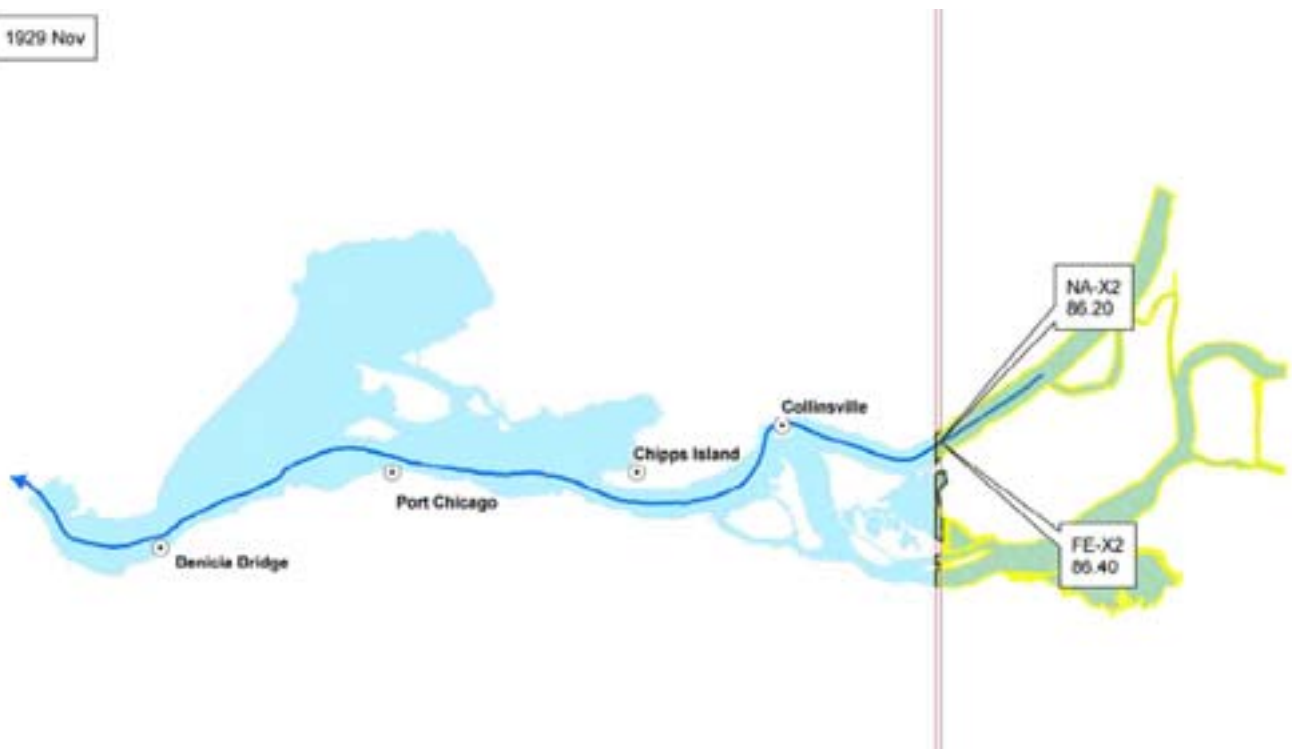 1929 Nov
NA-X2
86.20
Collinsville
Chipps Island
Port Chicago
Benicia Bridge
FE-X2
86.40